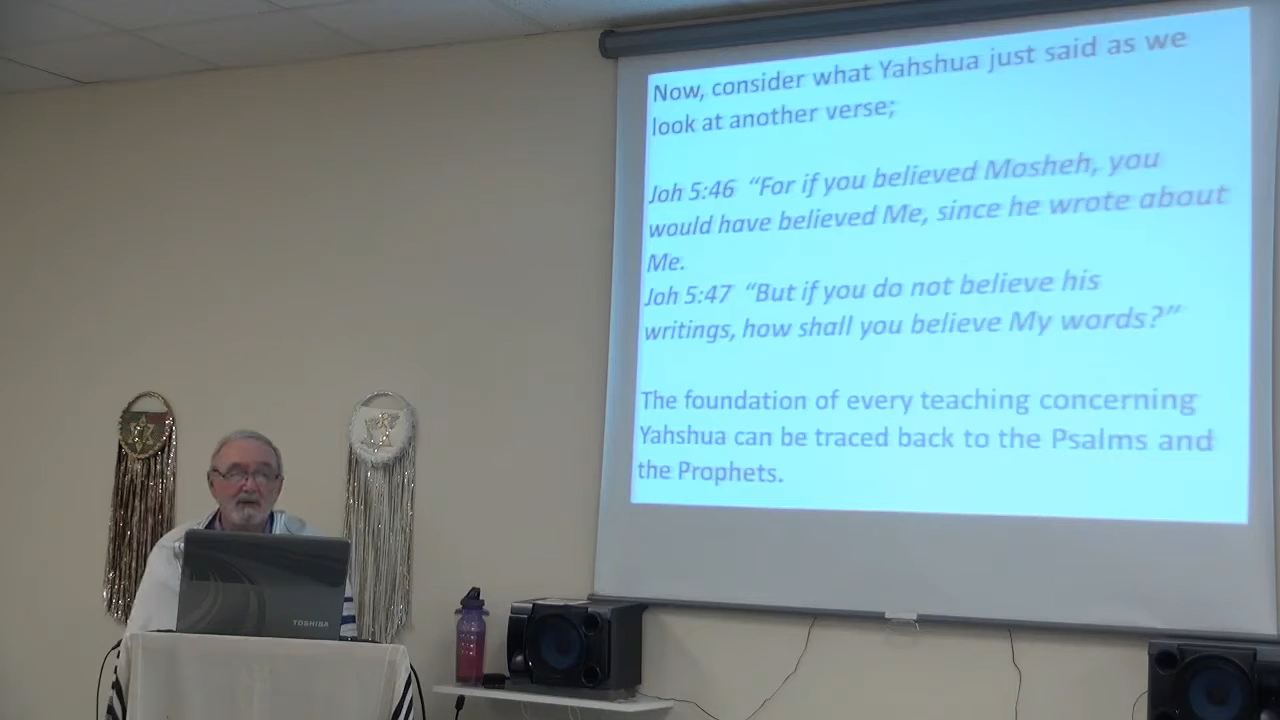 Now, consider what Yahshua just said as we
look at another verse;
Joh 5:46 “For if you believed Mosheh, you
would have believed Me, since he wrote about
Me.
Joh 5:47 “But if you do not believe his
writings, how shall you believe My words?”
The foundation of every teaching concerning
Yahshua can be traced back to the Psalms and
the Prophets.
TOSHIBA